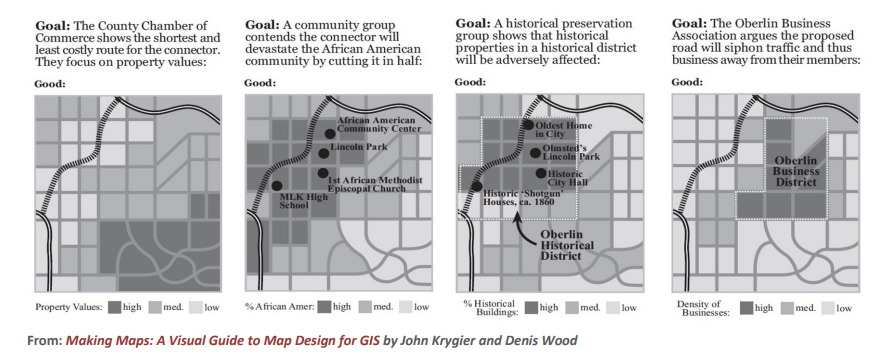 Goal: The County Chamber of
Commerce shows the shortest and
least costly route for the connector.
They focus on property values:
Good:
Property Values: high med. low
Goal: A community group
contends the connector will
devastate the African American
community by cutting it in half:
Good:
African American
Community Center
Lincoln Park
1st African Methodist
Episcopal Church
MLK High
School
% African Amer: high med. low
Goal: A historical preservation
group shows that historical
properties in a historical district
will be adversely affected:
Good:
Oldest Home
in City
Olmsted's
Lincoln Park
Historic
City Hall
Historic 'Shotgun'
Houses, ca. 1860
Oberlin
Historical
District
% Historical
Buildings: high med. low
Goal: The Oberlin Business
Association argues the proposed
road will siphon traffic and thus
business away from their members:
Good:
Oberlin
Business
District
Density of
Businesses: high med. low
From: Making Maps: A Visual Guide to Map Design for GIS by John Krygier and Denis Wood